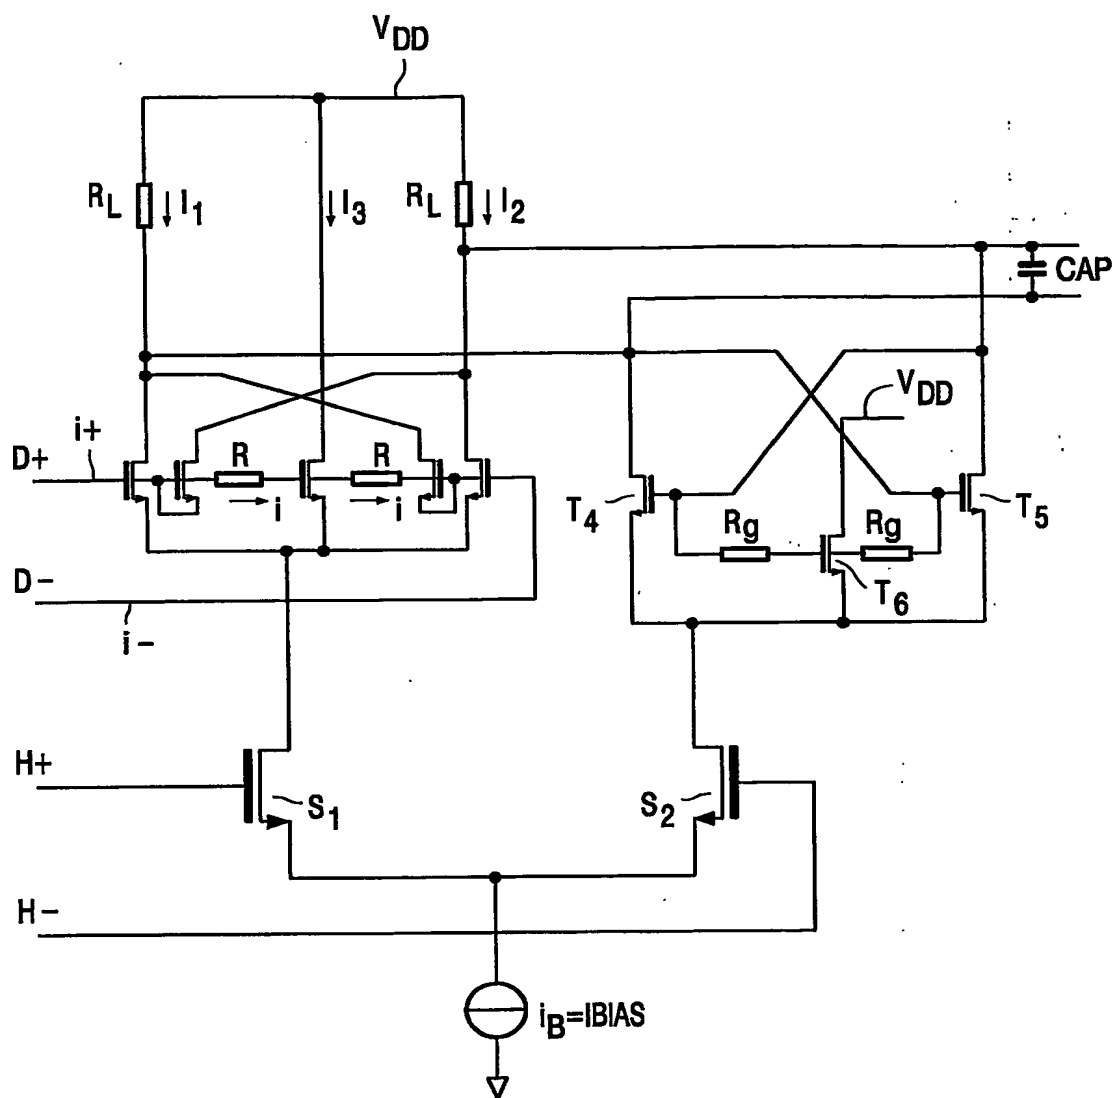 VDD
RL
I1
I3
RL
I2
CAP
VDD
i+
D+
R
R
i
i
T4
T5
Rg
Rg
D-
T6
i-
H+
S1
S2
H-
iB=IBIAS